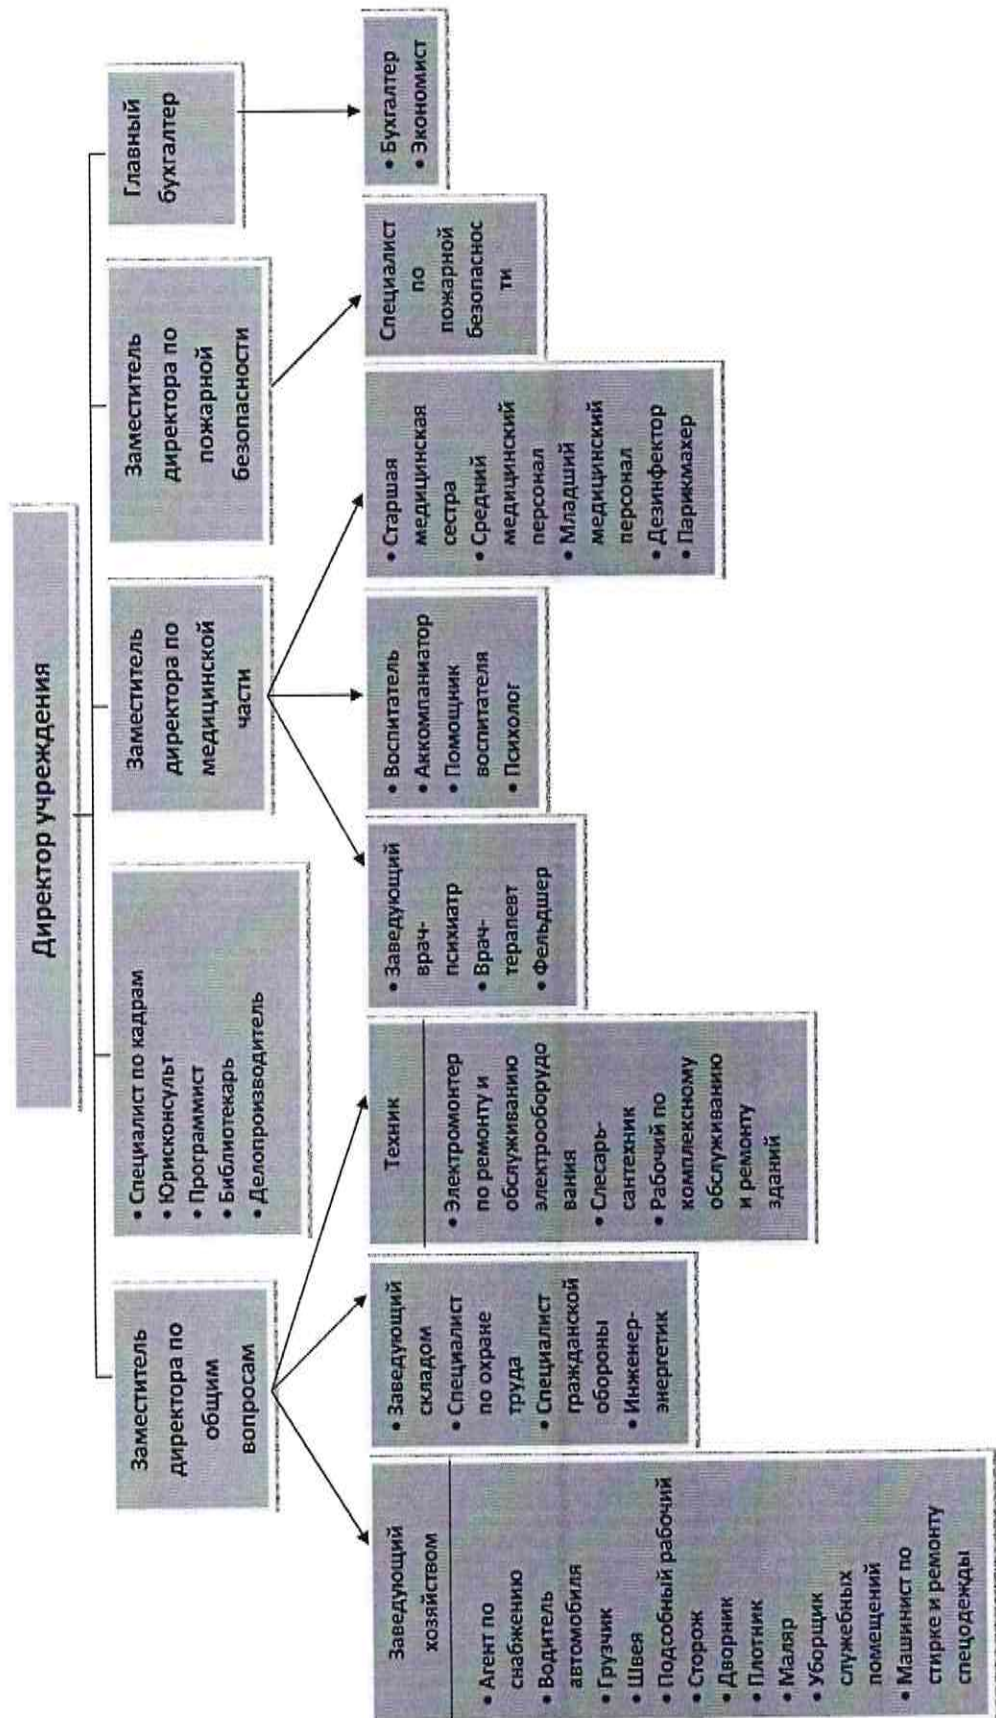 Директор учреждения
Заместитель
директора по
общим
вопросам
• Специалист по кадрам
• Юрисконсульт
• Программист
• Библиотекарь
• Делопроизводитель
Заместитель
директора по
медицинской
части
Заместитель
директора по
пожарной
безопасности
Главный
бухгалтер
Заведующий
хозяйством
• Агент по
снабжению
• Водитель
автомобиля
• Грузчик
• Швея
• Подсобный рабочий
• Сторож
• Дворник
• Плотник
• Маляр
• Уборщик
служебных
помещений
• Машинист по
стирке и ремонту
спецодежды
• Заведующий
складом
• Специалист
по охране
труда
• Специалист
гражданской
обороны
• Инженер-
энергетик
Техник
• Электромонтер
по ремонту и
обслуживанию
электрооборудо
вания
• Слесарь-
сантехник
• Рабочий по
комплексному
обслуживанию
и ремонту
зданий
• Заведующий
врач-
психиатр
• Врач-
терапевт
• Фельдшер
• Воспитатель
• Аккомпаниатор
• Помощник
воспитателя
• Психолог
• Старшая
медицинская
сестра
• Средний
медицинский
персонал
• Младший
медицинский
персонал
• Дезинфектор
• Парикмахер
Специалист
по
пожарной
безопаснос
ти
• Бухгалтер
• Экономист